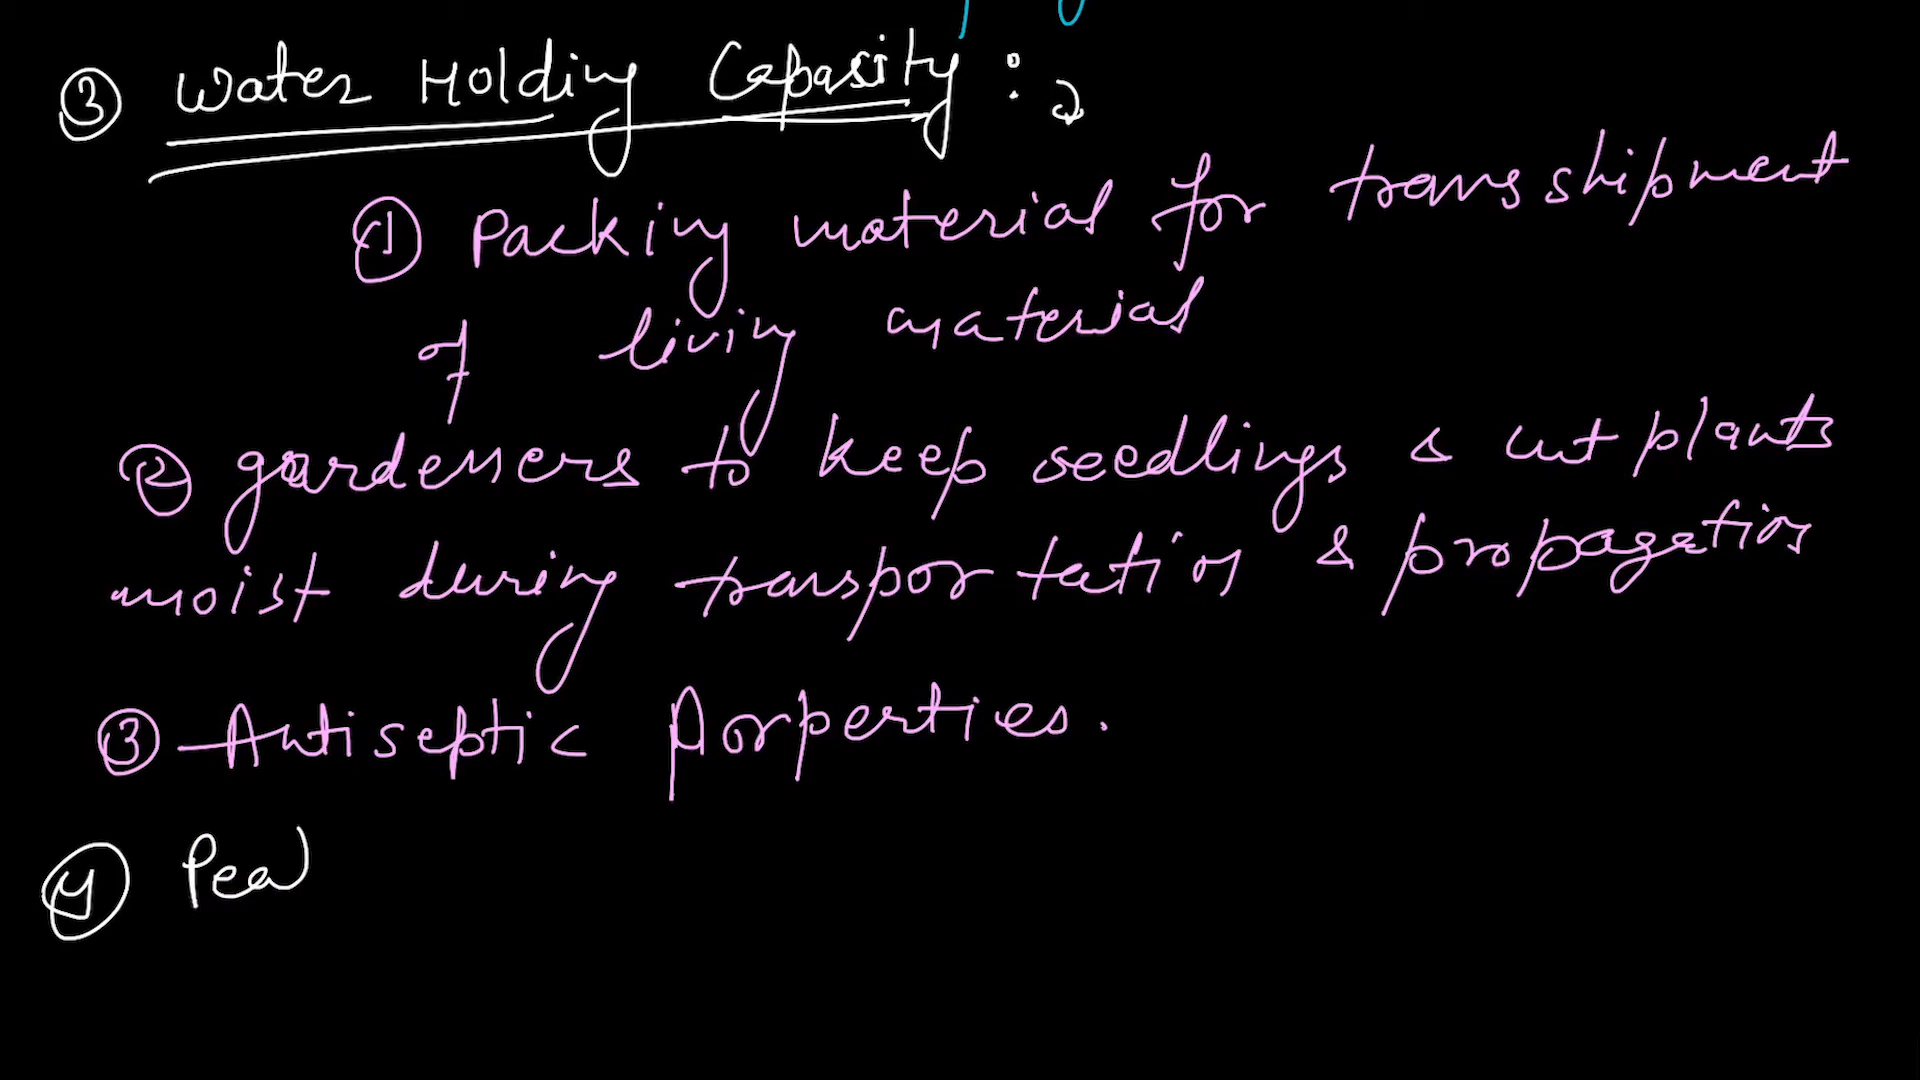 ③ Water Holding Capasity :
① Packing material for transshipment
of living material
② gardeners to keep seedlings & cut plants
moist during transportation & propagation
③ Antiseptic Porperties.
④ Pea